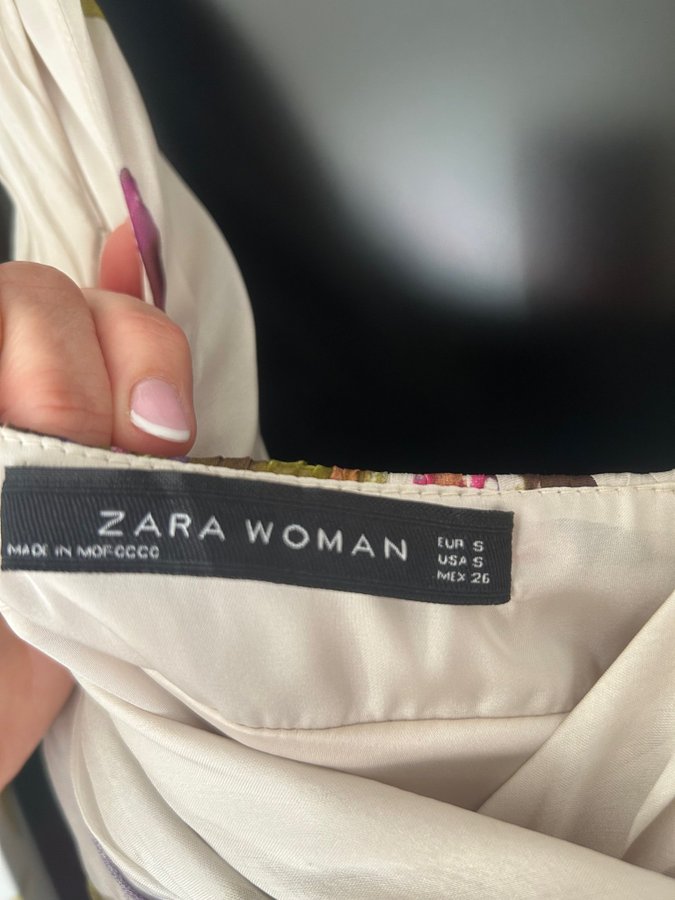 ZARA WOMAN
MADE IN MOROCCO
EUR S
USA S
MEX 26